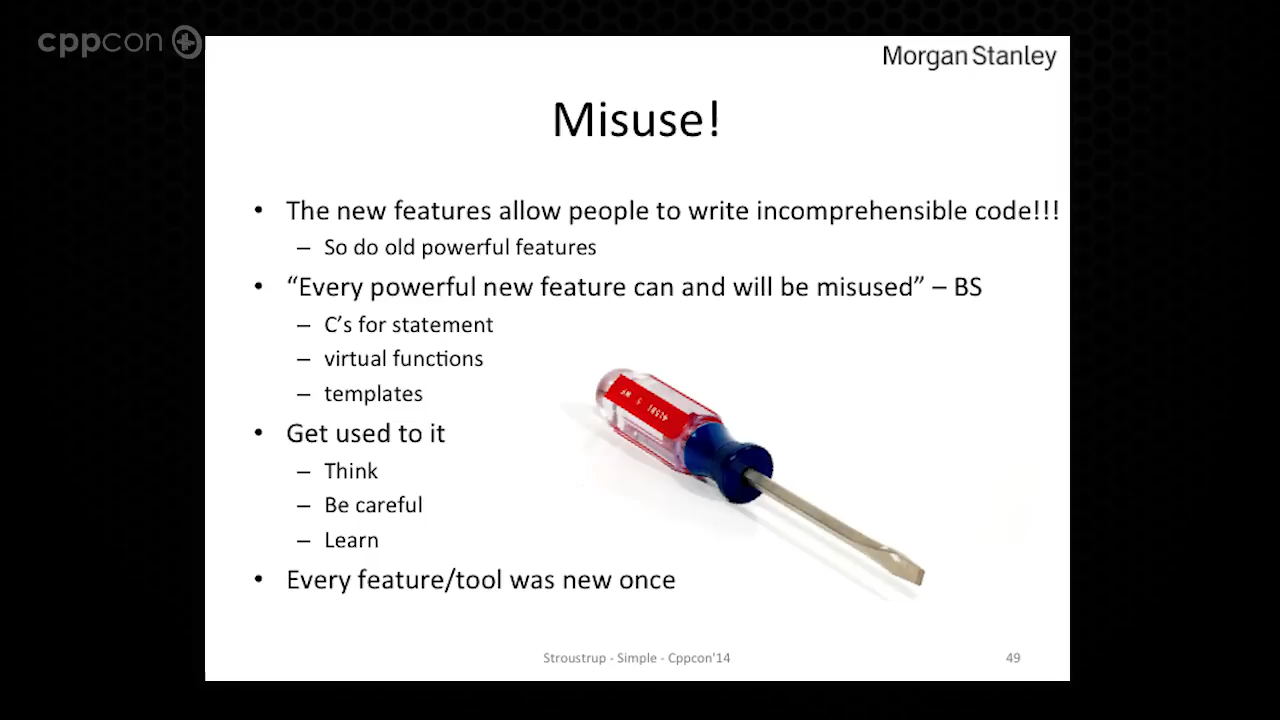 cppcon
Morgan Stanley
Misuse!
• The new features allow people to write incomprehensible code!!!
– So do old powerful features
• “Every powerful new feature can and will be misused” – BS
– C’s for statement
– virtual functions
– templates
• Get used to it
– Think
– Be careful
– Learn
• Every feature/tool was new once
Stroustrup - Simple - Cppcon'14
49